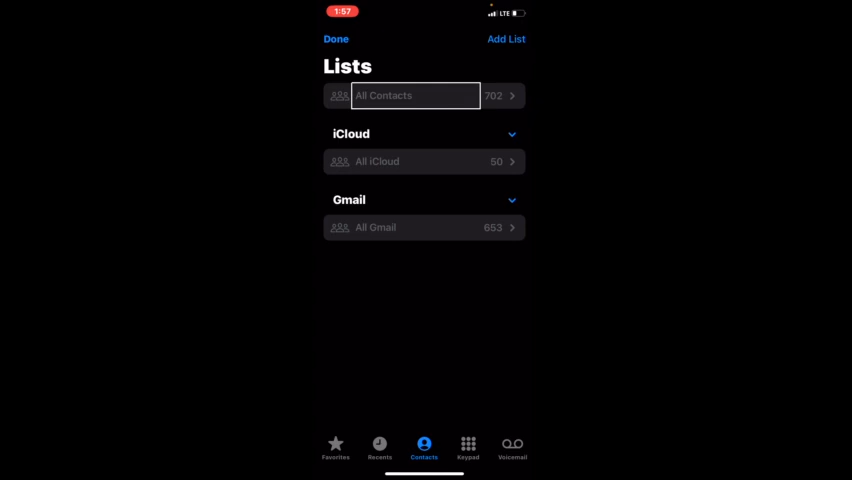 1:57 LTE
Done Add List
Lists
All Contacts 702
iCloud
All iCloud 50
Gmail
All Gmail 653
Favorites Recents Contacts Keypad Voicemail